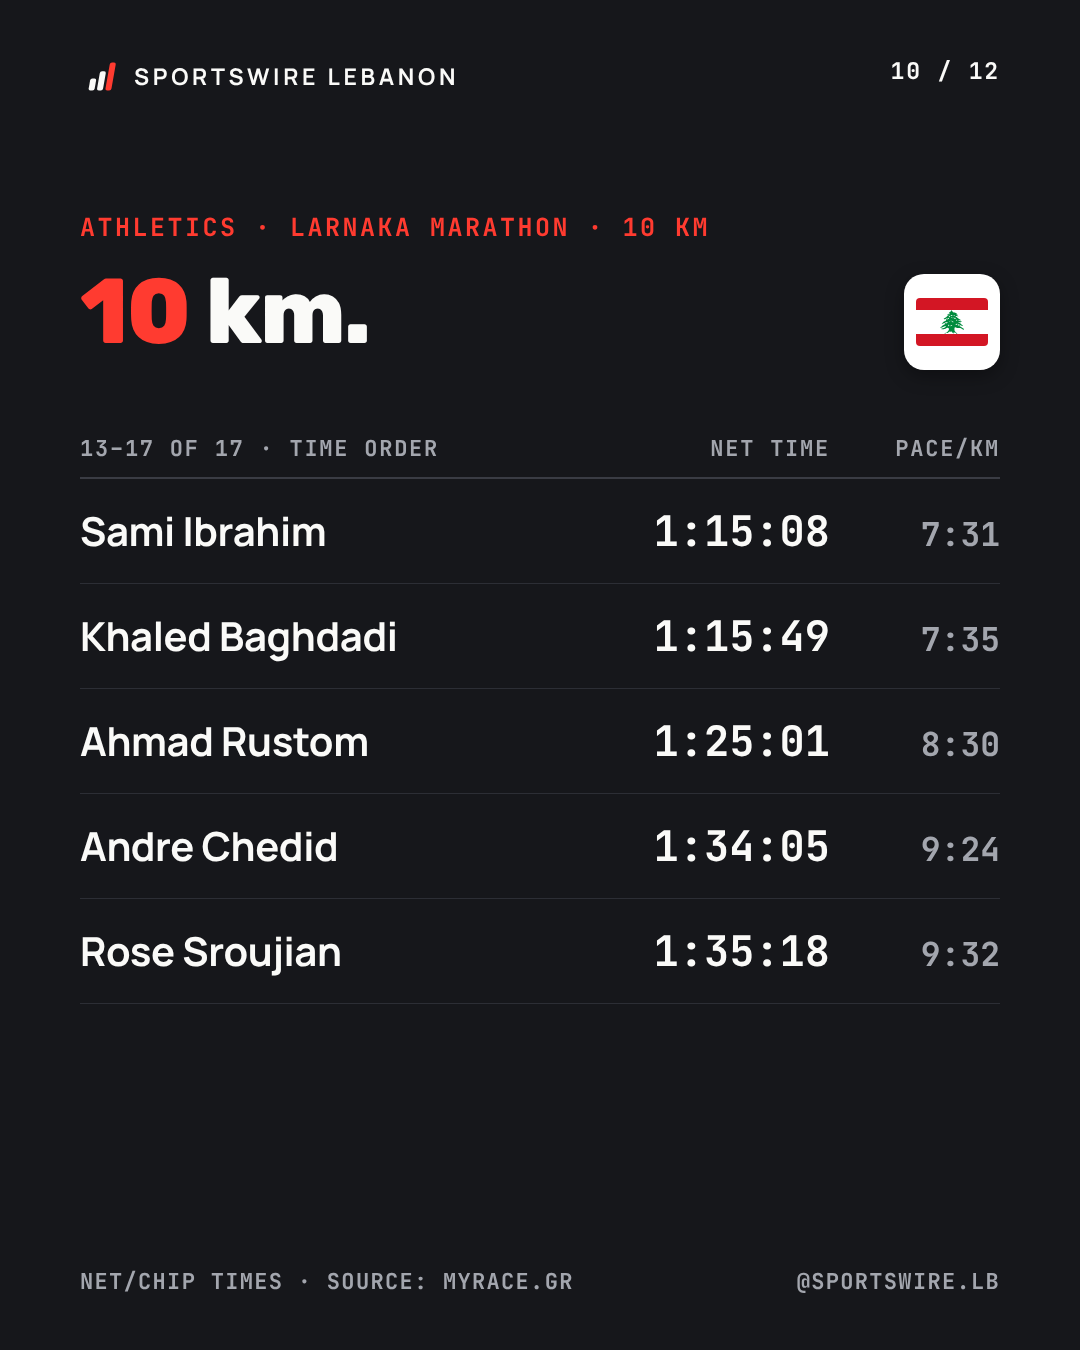 SPORTSWIRE LEBANON 10 / 12
ATHLETICS · LARNAKA MARATHON · 10 KM
10 km.
13–17 OF 17 · TIME ORDER NET TIME PACE/KM
Sami Ibrahim 1:15:08 7:31
Khaled Baghdadi 1:15:49 7:35
Ahmad Rustom 1:25:01 8:30
Andre Chedid 1:34:05 9:24
Rose Sroujian 1:35:18 9:32
NET/CHIP TIMES · SOURCE: MYRACE.GR @SPORTSWIRE.LB